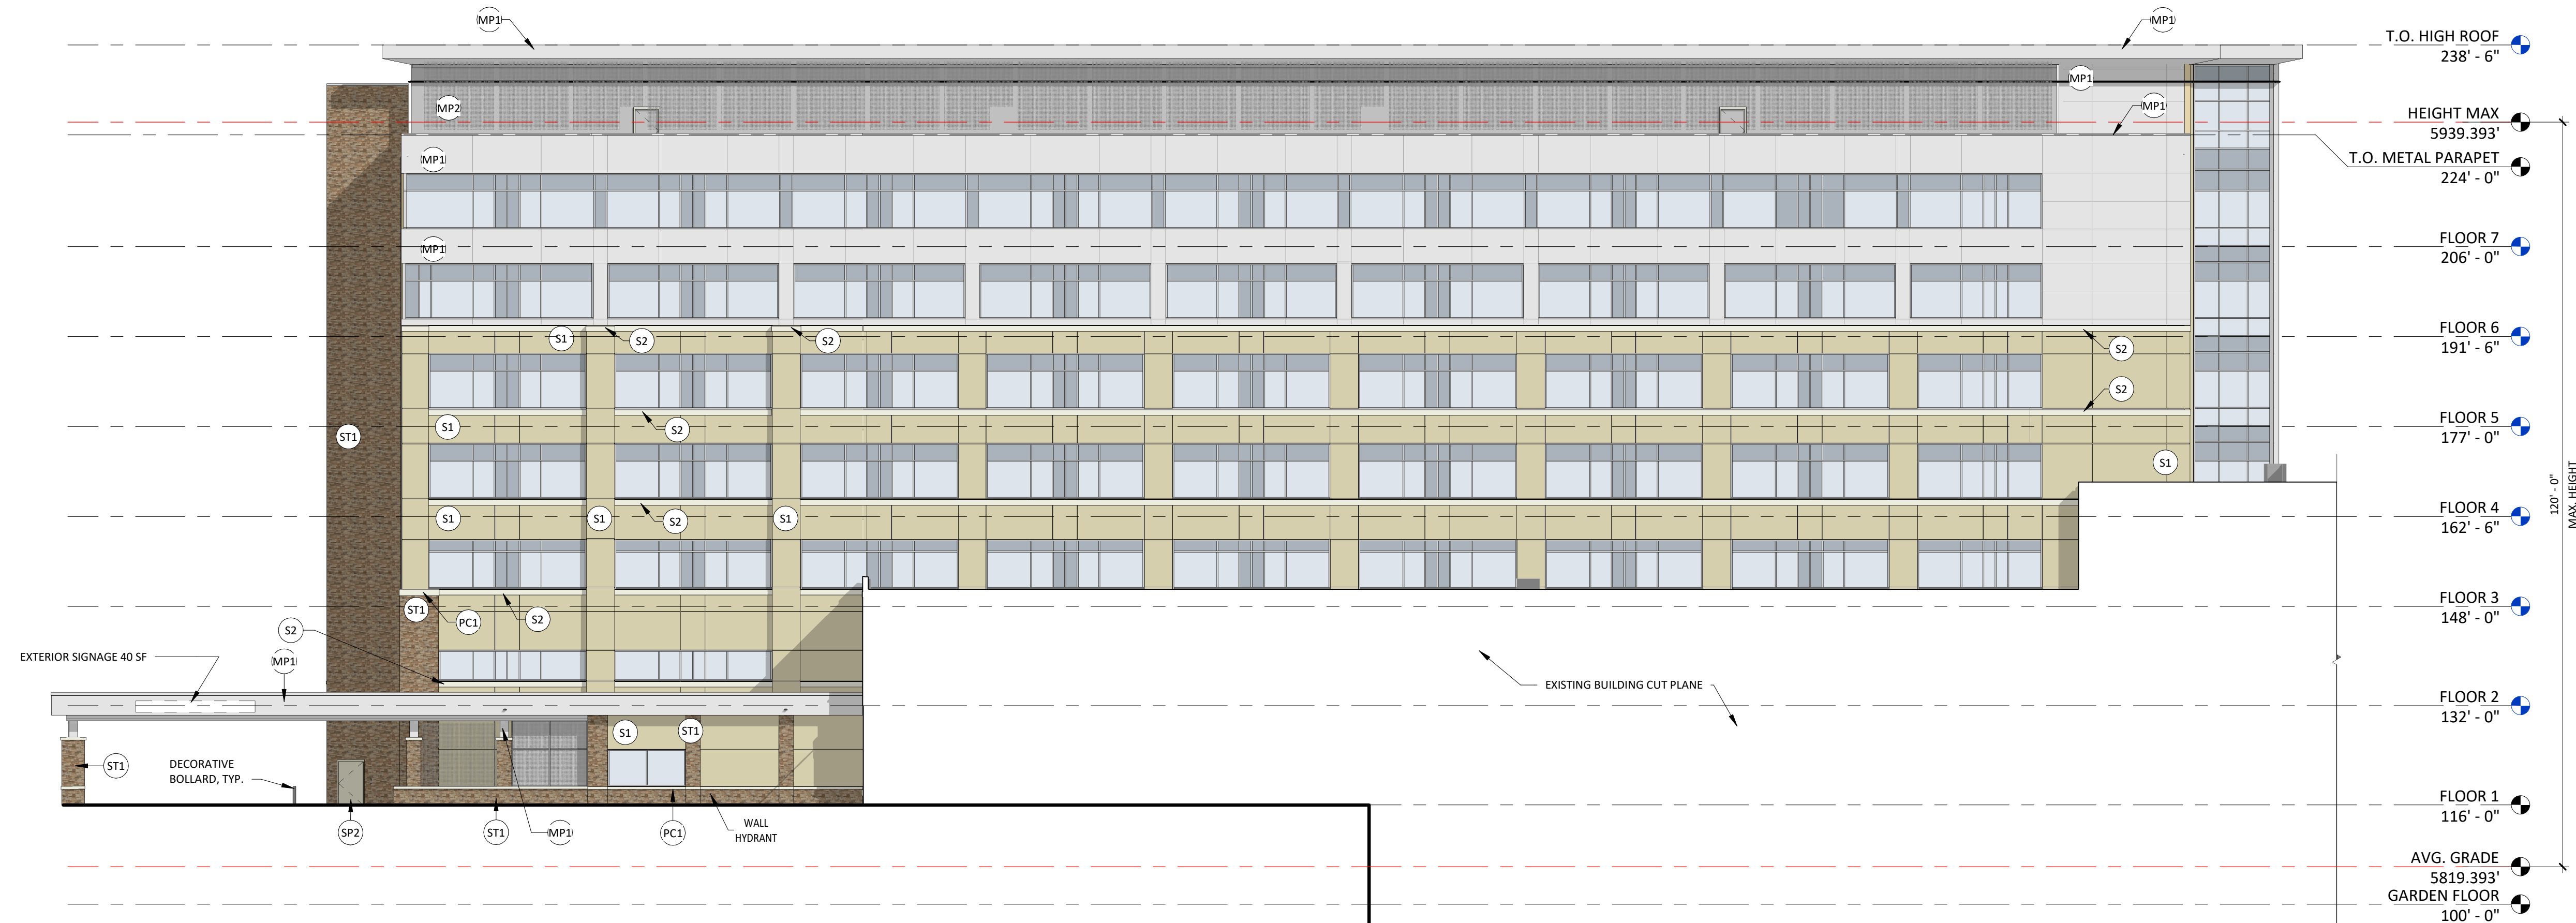 MP1
MP1
T.O. HIGH ROOF
238' - 6"
MP1
MP2
MP1
HEIGHT MAX
5939.393'
MP1
T.O. METAL PARAPET
224' - 0"
MP1
FLOOR 7
206' - 0"
S1
S2
S2
S2
FLOOR 6
191' - 6"
S2
S1
S2
ST1
FLOOR 5
177' - 0"
S1
S1
S2
S1
S1
FLOOR 4
162' - 6"
120' - 0"
MAX. HEIGHT
ST1
PC1
S2
FLOOR 3
148' - 0"
S2
EXTERIOR SIGNAGE 40 SF
MP1
EXISTING BUILDING CUT PLANE
FLOOR 2
132' - 0"
S1
ST1
ST1
DECORATIVE
BOLLARD, TYP.
FLOOR 1
116' - 0"
SP2
ST1
MP1
PC1
WALL
HYDRANT
AVG. GRADE
5819.393'
GARDEN FLOOR
100' - 0"